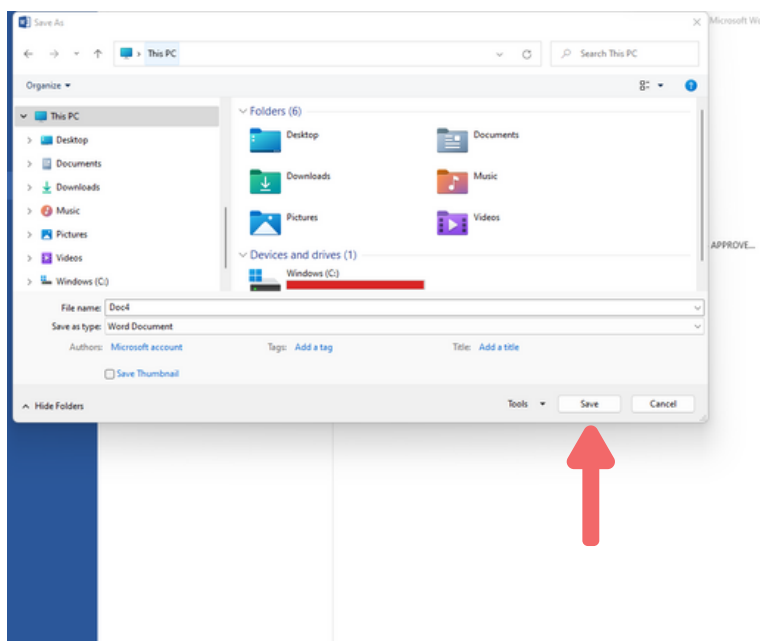 Save As
Microsoft Wo
This PC
Search This PC
Organize
This PC
Desktop
Documents
Downloads
Music
Pictures
Videos
Windows (C:)
Folders (6)
Desktop
Documents
Downloads
Music
Pictures
Videos
Devices and drives (1)
Windows (C:)
APPROVE...
File name: Doc4
Save as type: Word Document
Authors: Microsoft account Tags: Add a tag Title: Add a title
Save Thumbnail
Hide Folders Tools Save Cancel